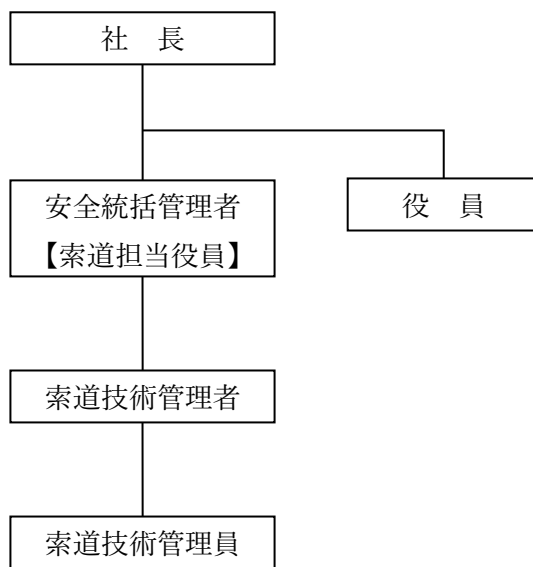 社　長
安全統括管理者
【索道担当役員】
役　員
索道技術管理者
索道技術管理員